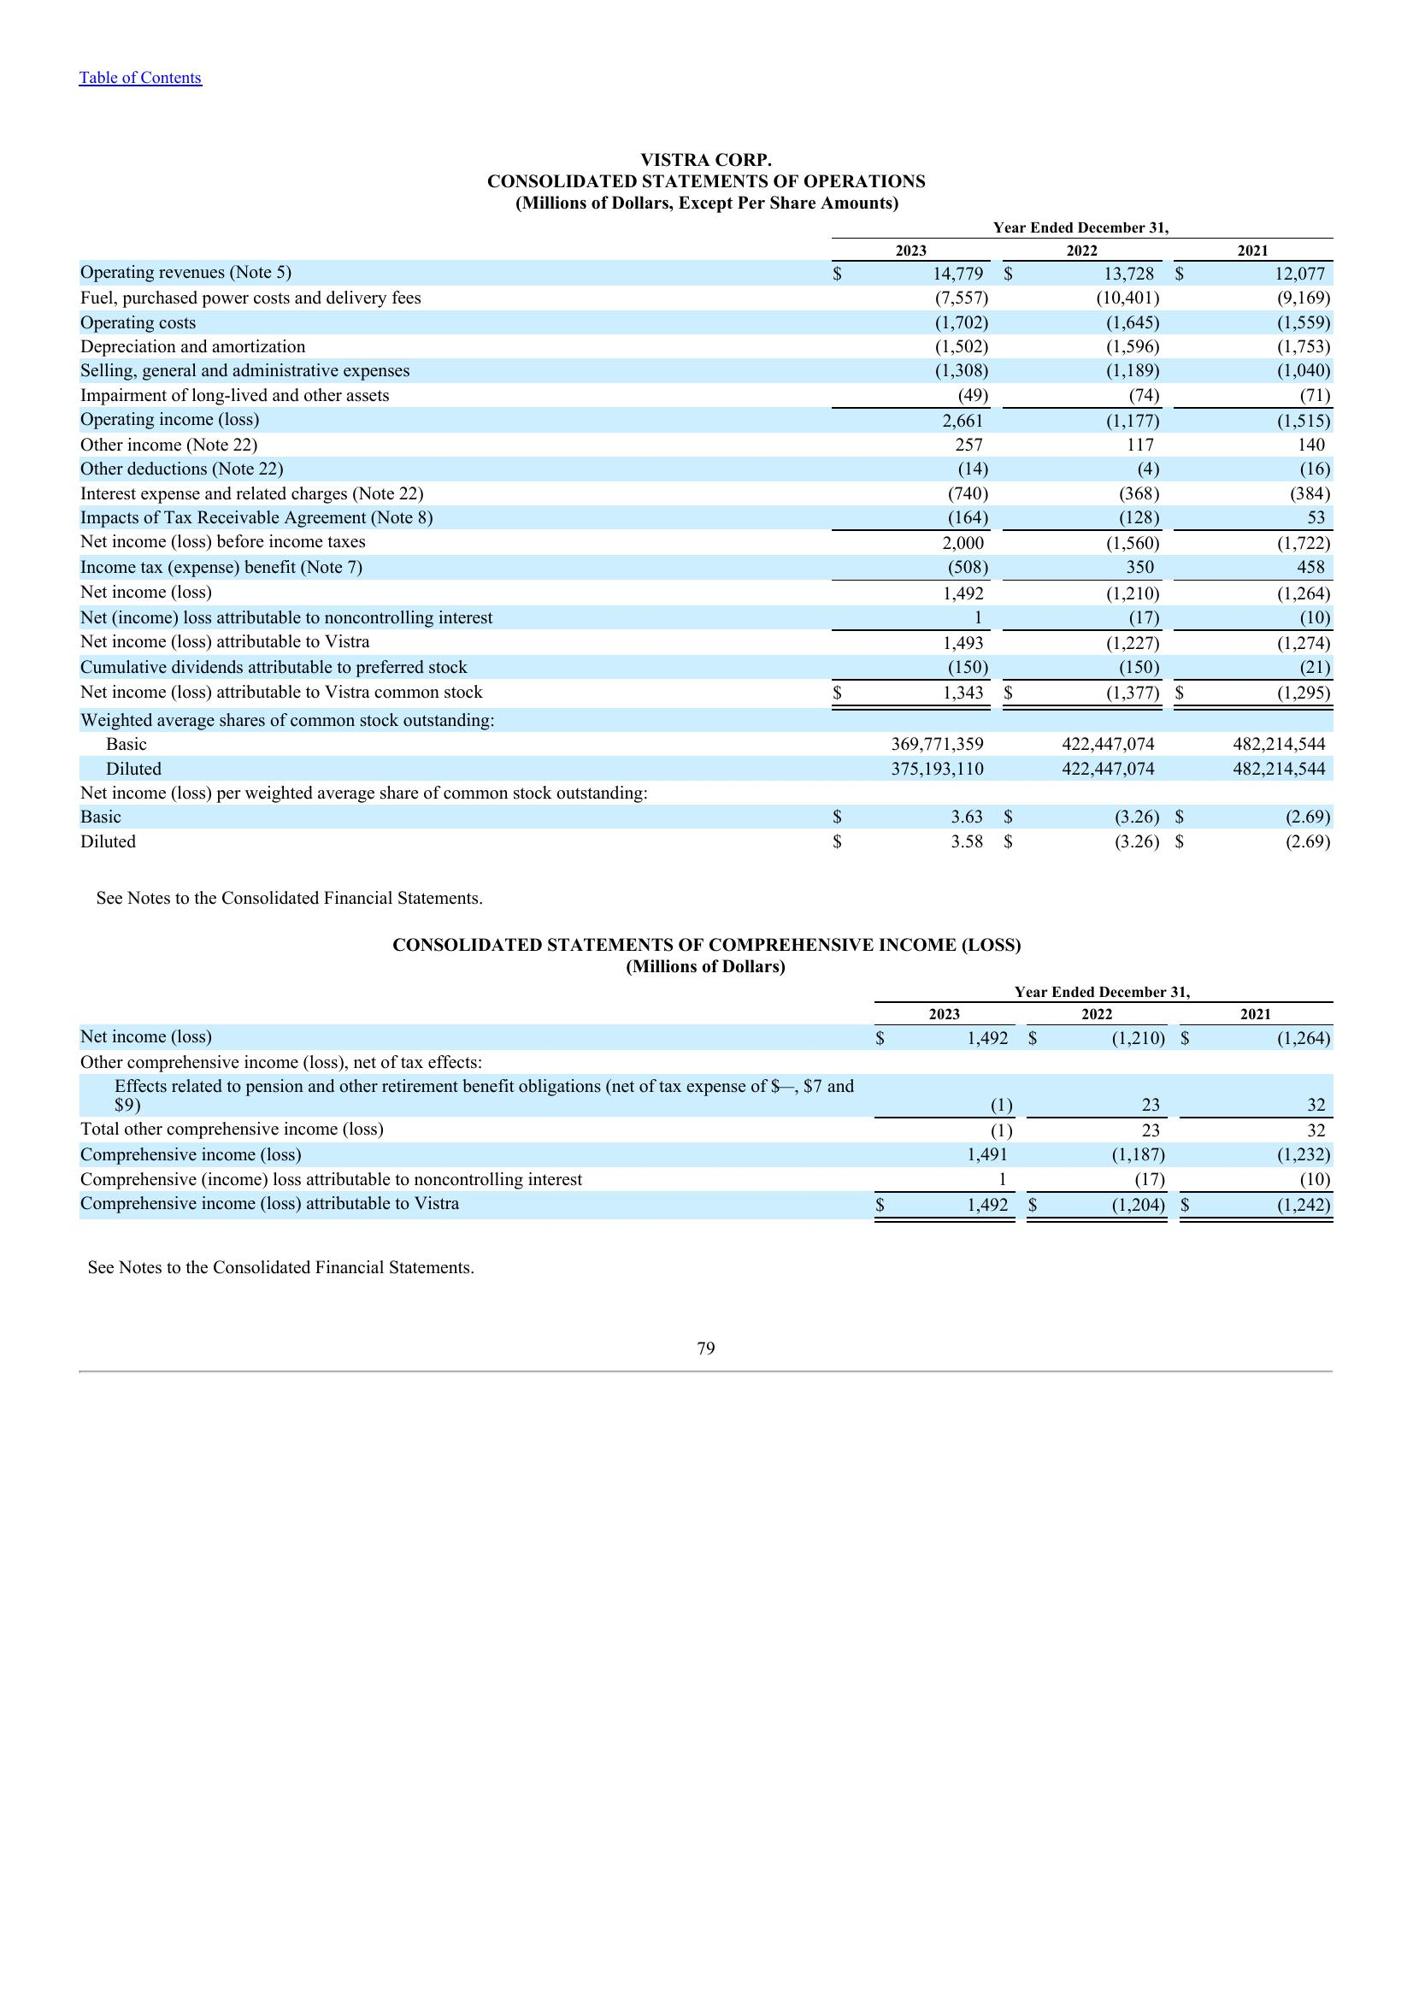 Table of Contents
VISTRA CORP.
CONSOLIDATED STATEMENTS OF OPERATIONS
(Millions of Dollars, Except Per Share Amounts)
Year Ended December 31,
2023 2022 2021
Operating revenues (Note 5) $ 14,779 $ 13,728 $ 12,077
Fuel, purchased power costs and delivery fees (7,557) (10,401) (9,169)
Operating costs (1,702) (1,645) (1,559)
Depreciation and amortization (1,502) (1,596) (1,753)
Selling, general and administrative expenses (1,308) (1,189) (1,040)
Impairment of long-lived and other assets (49) (74) (71)
Operating income (loss) 2,661 (1,177) (1,515)
Other income (Note 22) 257 117 140
Other deductions (Note 22) (14) (4) (16)
Interest expense and related charges (Note 22) (740) (368) (384)
Impacts of Tax Receivable Agreement (Note 8) (164) (128) 53
Net income (loss) before income taxes 2,000 (1,560) (1,722)
Income tax (expense) benefit (Note 7) (508) 350 458
Net income (loss) 1,492 (1,210) (1,264)
Net (income) loss attributable to noncontrolling interest 1 (17) (10)
Net income (loss) attributable to Vistra 1,493 (1,227) (1,274)
Cumulative dividends attributable to preferred stock (150) (150) (21)
Net income (loss) attributable to Vistra common stock $ 1,343 $ (1,377) $ (1,295)
Weighted average shares of common stock outstanding:
Basic 369,771,359 422,447,074 482,214,544
Diluted 375,193,110 422,447,074 482,214,544
Net income (loss) per weighted average share of common stock outstanding:
Basic $ 3.63 $ (3.26) $ (2.69)
Diluted $ 3.58 $ (3.26) $ (2.69)
See Notes to the Consolidated Financial Statements.
CONSOLIDATED STATEMENTS OF COMPREHENSIVE INCOME (LOSS)
(Millions of Dollars)
Year Ended December 31,
2023 2022 2021
Net income (loss) $ 1,492 $ (1,210) $ (1,264)
Other comprehensive income (loss), net of tax effects:
Effects related to pension and other retirement benefit obligations (net of tax expense of $—, $7 and
$9) (1) 23 32
Total other comprehensive income (loss) (1) 23 32
Comprehensive income (loss) 1,491 (1,187) (1,232)
Comprehensive (income) loss attributable to noncontrolling interest 1 (17) (10)
Comprehensive income (loss) attributable to Vistra $ 1,492 $ (1,204) $ (1,242)
See Notes to the Consolidated Financial Statements.
79